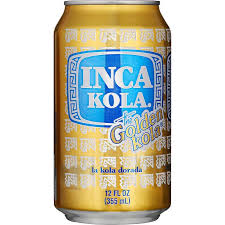 INCA
KOLA®
The
Golden
kola
la kola dorada
12 FL OZ
(355 mL)